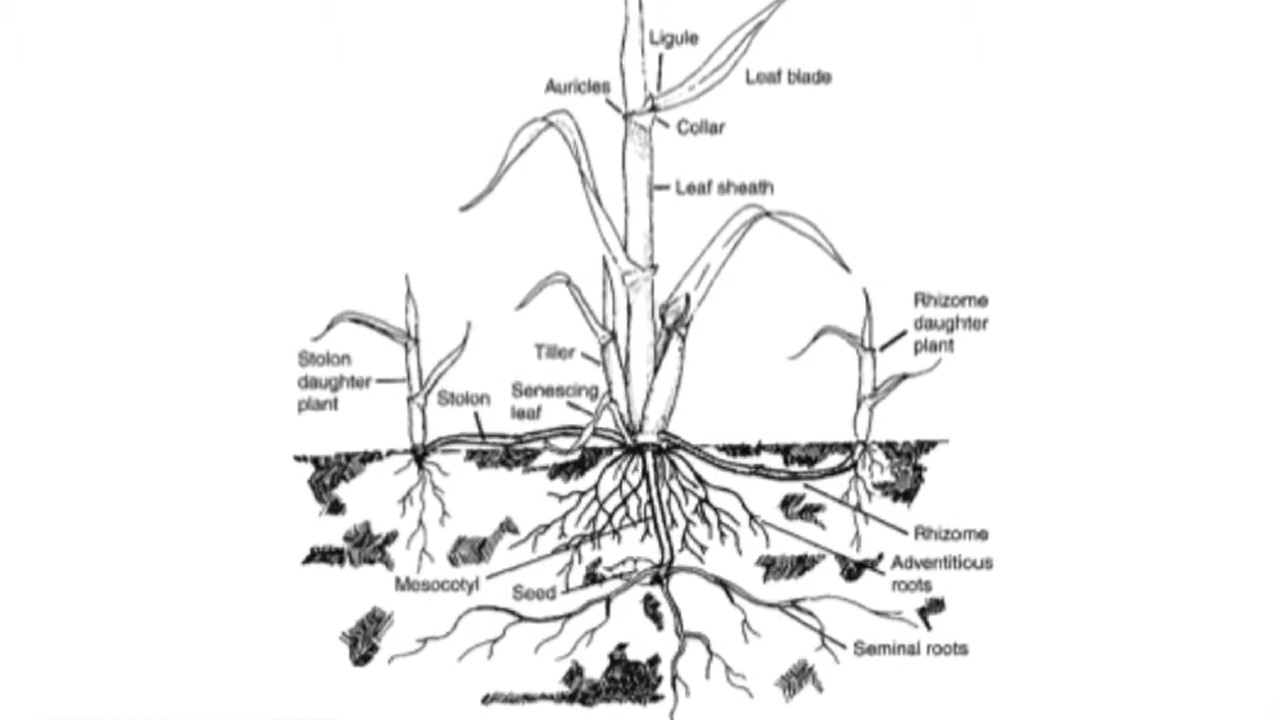 Ligule
Leaf blade
Auricles
Collar
Leaf sheath
Rhizome
daughter
plant
Tiller
Stolon
daughter
plant
Stolon
Senescing
leaf
Rhizome
Adventitious
roots
Mesocotyl
Seed
Seminal roots